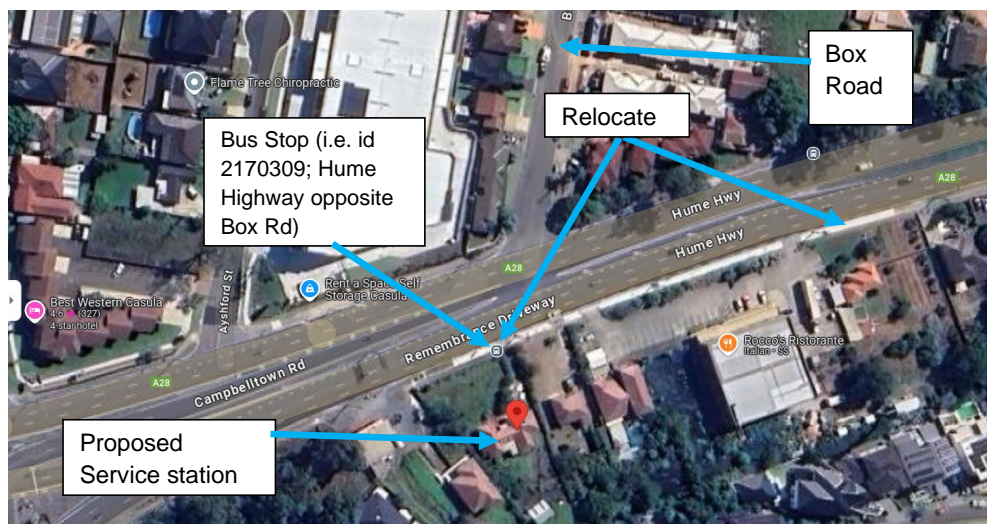 B
Flame Tree Chiropractic
Box
Road
Relocate
Bus Stop (i.e. id
2170309; Hume
Highway opposite
Box Rd)
A28
Hume Hwy
Hume Hwy
A28
Rent a Space Self
Storage Casula
Ayshford St
Best Western Casula
4.6 ★ (327)
4-star hotel
Remembrance Driveway
Rocco's Ristorante
Italian • $$
Campbelltown Rd
A28
Proposed
Service station